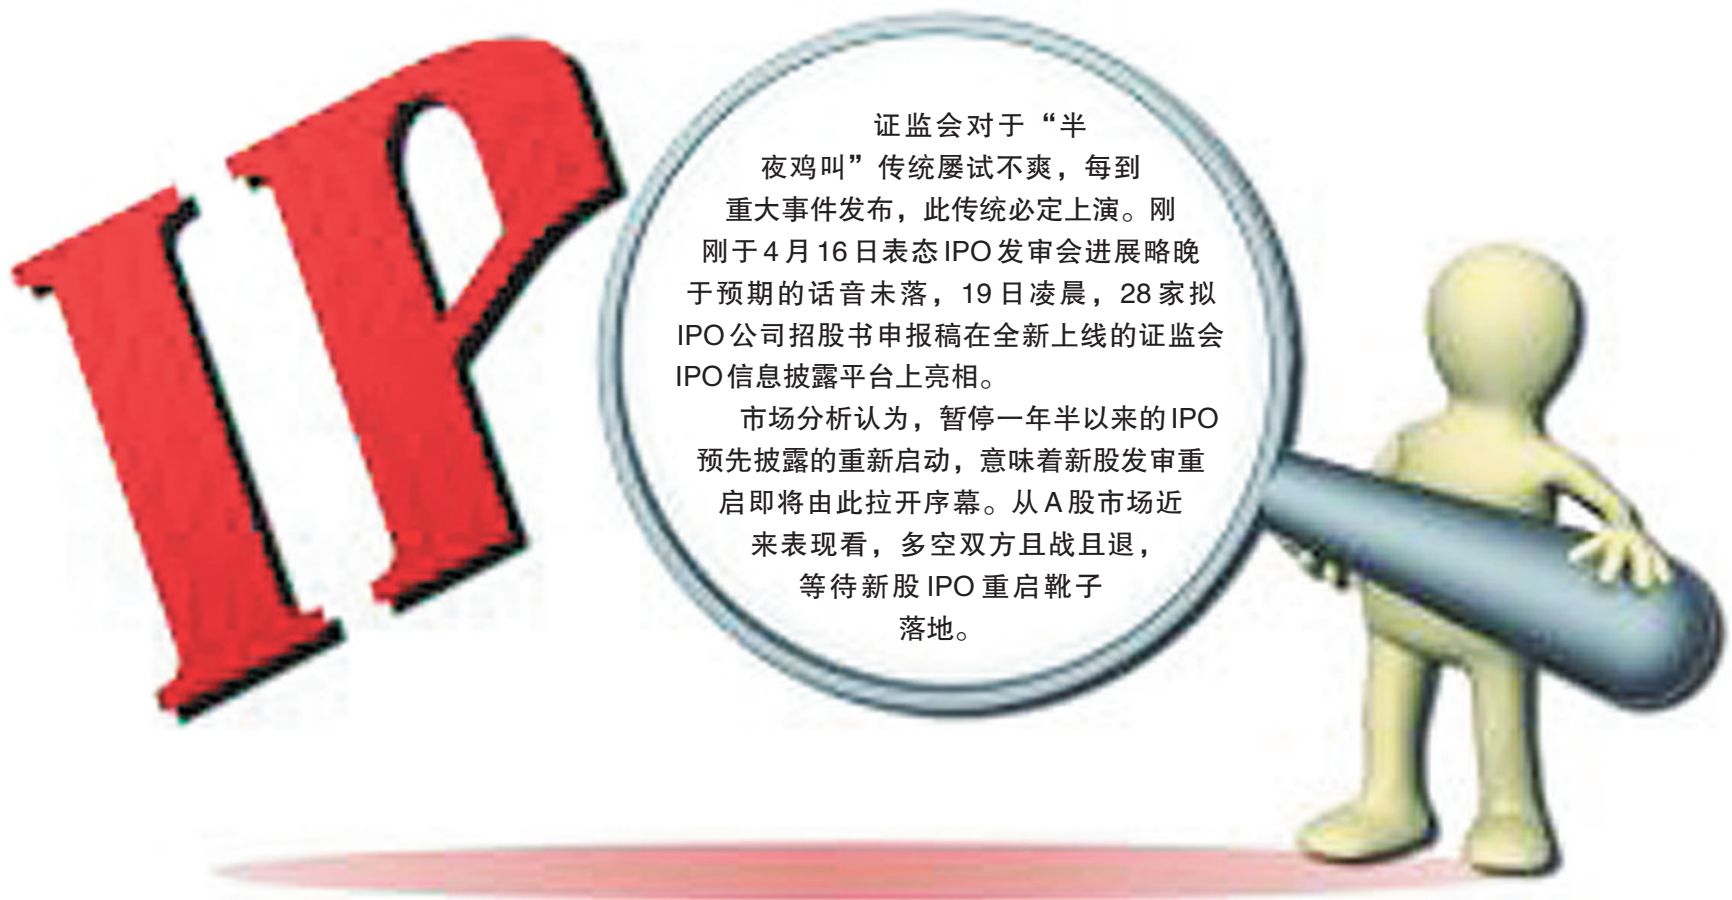 IPO
证监会对于“半
夜鸡叫”传统屡试不爽，每到
重大事件发布，此传统必定上演。刚
刚于4月16日表态IPO发审会进展略晚
于预期的话音未落，19日凌晨，28家拟
IPO公司招股书申报稿在全新上线的证监会
IPO信息披露平台上亮相。
市场分析认为，暂停一年半以来的IPO
预先披露的重新启动，意味着新股发审重
启即将由此拉开序幕。从A股市场近
来表现看，多空双方且战且退，
等待新股IPO重启靴子
落地。